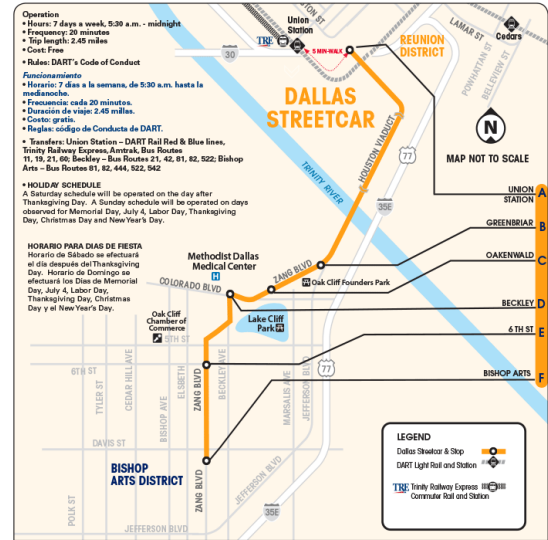 Operation
• Hours: 7 days a week, 5:30 a.m. - midnight
• Frequency: 20 minutes
• Trip length: 2.45 miles
• Cost: Free
• Rules: DART's Code of Conduct
Funcionamiento
• Horario: 7 días a la semana, de 5:30 a.m. hasta la
medianoche.
• Frecuencia: cada 20 minutos.
• Duración de viaje: 2.45 millas.
• Costo: gratis.
• Reglas: código de Conducta de DART.
• Transfers: Union Station – DART Rail Red & Blue lines,
Trinity Railway Express, Amtrak, Bus Routes
11, 19, 21, 60; Beckley – Bus Routes 21, 42, 81, 82, 522; Bishop
Arts – Bus Routes 81, 82, 444, 522, 542
• HOLIDAY SCHEDULE
A Saturday schedule will be operated on the day after
Thanksgiving Day. A Sunday schedule will be operated on days
observed for Memorial Day, July 4, Labor Day, Thanksgiving
Day, Christmas Day and New Year's Day.
HORARIO PARA DIAS DE FIESTA
Horario de Sábado se efectuará
el día después del Thanksgiving
Day. Horario de Domingo se
efectuará los Días de Memorial
Day, July 4, Labor Day,
Thanksgiving Day, Christmas
Day y el New Year's Day.
Union
Station
TRE
5 MIN-WALK
30
REUNION
DISTRICT
LAMAR ST
Cedars
POWHATTAN ST
BELLEVIEW ST
DALLAS
STREETCAR
N
MAP NOT TO SCALE
HOUSTON VIADUCT
77
TRINITY RIVER
35E
UNION
STATION
A
GREENBRIAR
B
OAKENWALD
C
BECKLEY
D
6 TH ST
E
BISHOP ARTS
F
Methodist Dallas
Medical Center
H
ZANG BLVD
COLORADO BLVD
Oak Cliff Founders Park
Oak Cliff
Chamber of
Commerce
Lake Cliff
Park
5TH ST
6TH ST
TYLER ST
CEDAR HILL AVE
BISHOP AVE
ELSBETH
ZANG BLVD
BECKLEY AVE
MARSALIS AVE
JEFFERSON BLVD
77
DAVIS ST
BISHOP
ARTS DISTRICT
POLK ST
ZANG BLVD
JEFFERSON BLVD
JEFFERSON BLVD
35E
LEGEND
Dallas Streetcar & Stop
DART Light Rail and Station
TRE Trinity Railway Express
Commuter Rail and Station